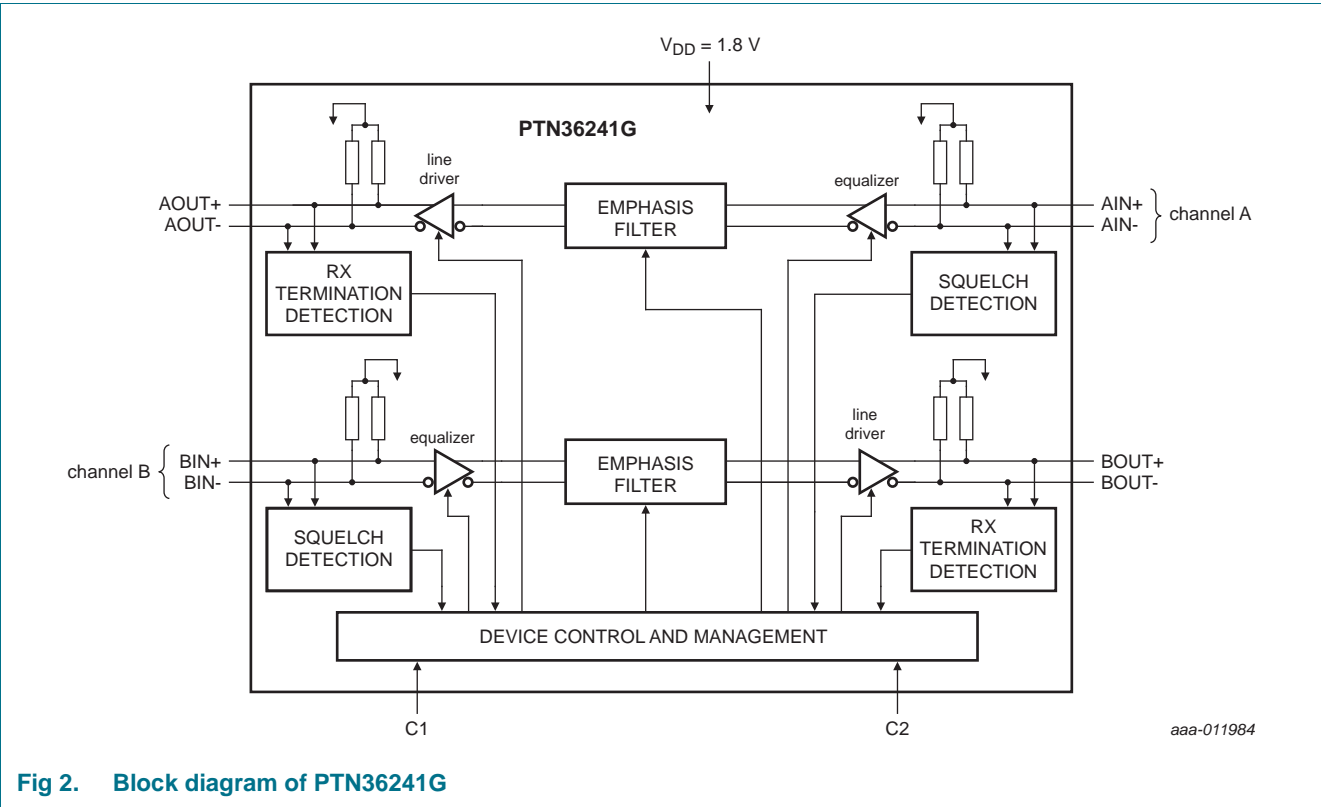 VDD = 1.8 V
PTN36241G
line
driver
equalizer
AOUT+
AOUT-
EMPHASIS
FILTER
AIN+
AIN-
channel A
RX
TERMINATION
DETECTION
SQUELCH
DETECTION
line
driver
equalizer
channel B
BIN+
BIN-
EMPHASIS
FILTER
BOUT+
BOUT-
SQUELCH
DETECTION
RX
TERMINATION
DETECTION
DEVICE CONTROL AND MANAGEMENT
C1
C2
aaa-011984
Fig 2. Block diagram of PTN36241G